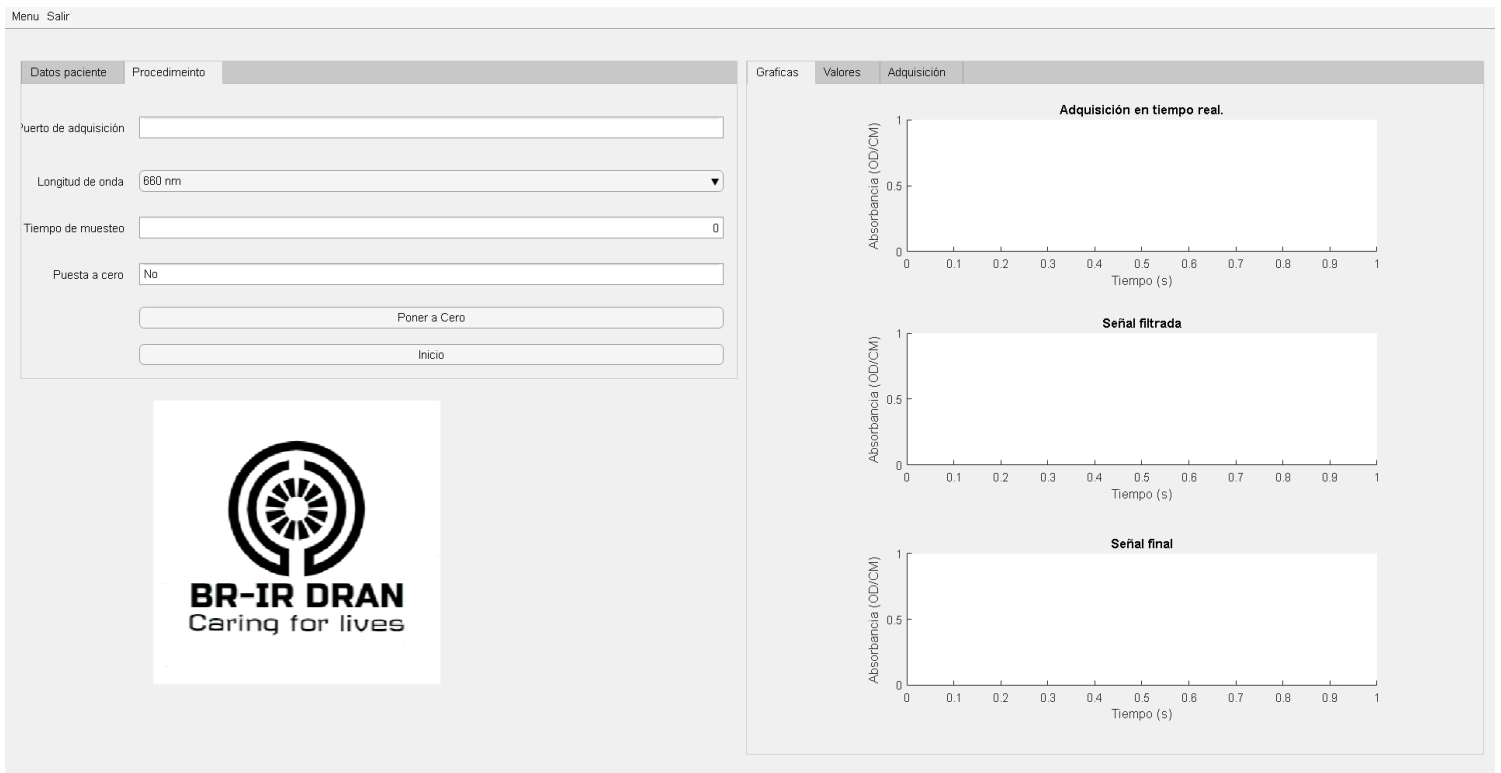 Menu Salir
Datos paciente Procedimeinto
Puerto de adquisición
Longitud de onda 660 nm
Tiempo de muesteo 0
Puesta a cero No
Poner a Cero
Inicio
BR-IR DRAN
Caring for lives
Graficas Valores Adquisición
Adquisición en tiempo real.
Absorbancia (OD/CM)
1
0.5
0
0 0.1 0.2 0.3 0.4 0.5 0.6 0.7 0.8 0.9 1
Tiempo (s)
Señal filtrada
Absorbancia (OD/CM)
1
0.5
0
0 0.1 0.2 0.3 0.4 0.5 0.6 0.7 0.8 0.9 1
Tiempo (s)
Señal final
Absorbancia (OD/CM)
1
0.5
0
0 0.1 0.2 0.3 0.4 0.5 0.6 0.7 0.8 0.9 1
Tiempo (s)